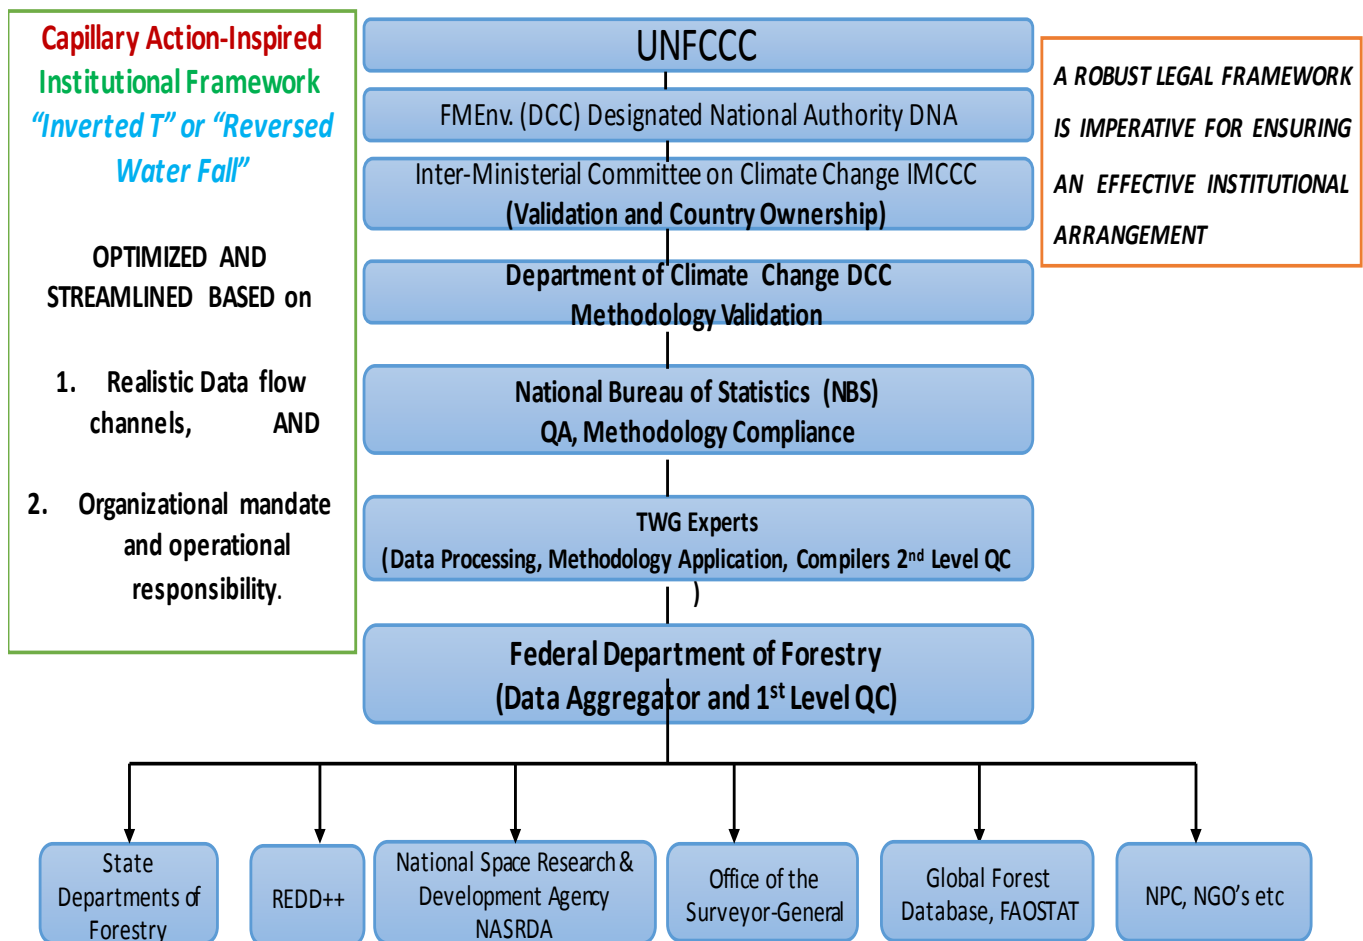 Capillary Action-Inspired
Institutional Framework
“Inverted T” or “Reversed
Water Fall”
OPTIMIZED AND
STREAMLINED BASED on
1. Realistic Data flow
channels, AND
2. Organizational mandate
and operational
responsibility.
UNFCCC
FMEnv. (DCC) Designated National Authority DNA
Inter-Ministerial Committee on Climate Change IMCCC
(Validation and Country Ownership)
Department of Climate Change DCC
Methodology Validation
National Bureau of Statistics (NBS)
QA, Methodology Compliance
TWG Experts
(Data Processing, Methodology Application, Compilers 2nd Level QC
)
Federal Department of Forestry
(Data Aggregator and 1st Level QC)
A ROBUST LEGAL FRAMEWORK
IS IMPERATIVE FOR ENSURING
AN EFFECTIVE INSTITUTIONAL
ARRANGEMENT
State
Departments of
Forestry
REDD++
National Space Research &
Development Agency
NASRDA
Office of the
Surveyor-General
Global Forest
Database, FAOSTAT
NPC, NGO’s etc